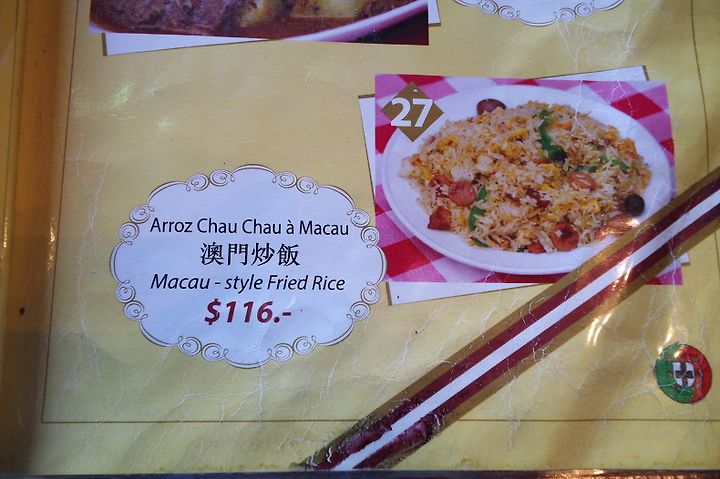 27
Arroz Chau Chau à Macau
澳門炒飯
Macau - style Fried Rice
$116.-